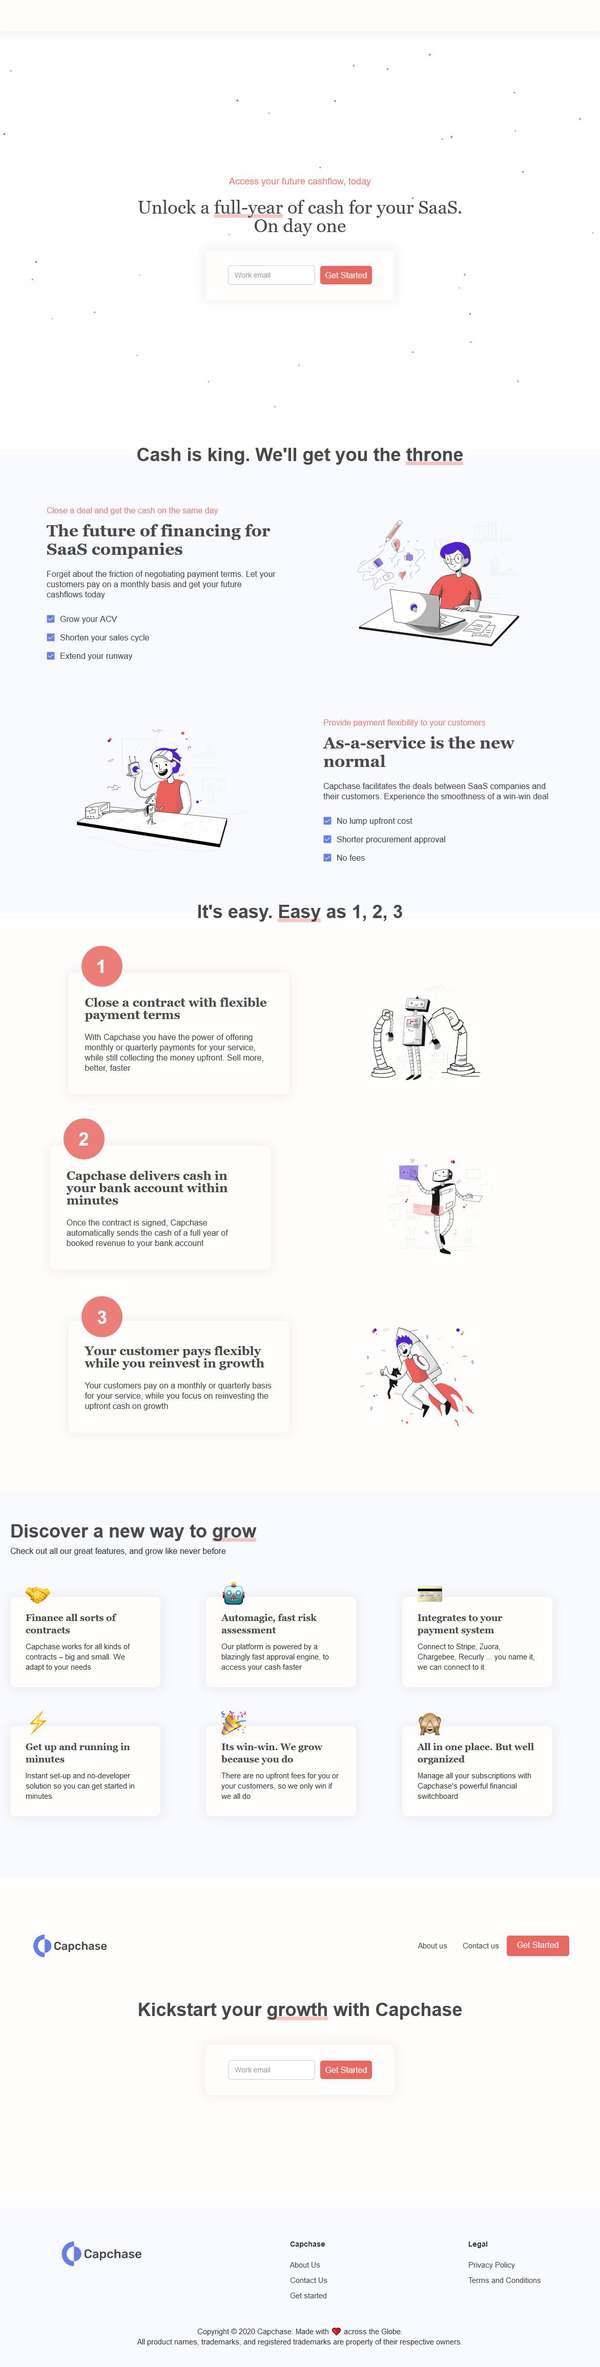 Access your future cashflow, today
Unlock a full-year of cash for your SaaS.
On day one
Work email
Get Started
Cash is king. We'll get you the throne
Close a deal and get the cash on the same day
The future of financing for
SaaS companies
Forget about the friction of negotiating payment terms. Let your
customers pay on a monthly basis and get your future
cashflows today
Grow your ACV
Shorten your sales cycle
Extend your runway
Provide payment flexibility to your customers
As-a-service is the new
normal
Capchase facilitates the deals between SaaS companies and
their customers. Experience the smoothness of a win-win deal
No lump upfront cost
Shorter procurement approval
No fees
It's easy. Easy as 1, 2, 3
1
Close a contract with flexible
payment terms
With Capchase you have the power of offering
monthly or quarterly payments for your service,
while still collecting the money upfront. Sell more,
better, faster
2
Capchase delivers cash in
your bank account within
minutes
Once the contract is signed, Capchase
automatically sends the cash of a full year of
booked revenue to your bank account
3
Your customer pays flexibly
while you reinvest in growth
Your customers pay on a monthly or quarterly basis
for your service, while you focus on reinvesting the
upfront cash on growth
Discover a new way to grow
Check out all our great features, and grow like never before
Finance all sorts of
contracts
Capchase works for all kinds of
contracts – big and small. We
adapt to your needs
Automagic, fast risk
assessment
Our platform is powered by a
blazingly fast approval engine, to
access your cash faster
Integrates to your
payment system
Connect to Stripe, Zuora,
Chargebee, Recurly ... you name it,
we can connect to it
Get up and running in
minutes
Instant set-up and no-developer
solution so you can get started in
minutes
Its win-win. We grow
because you do
There are no upfront fees for you or
your customers, so we only win if
we all do
All in one place. But well
organized
Manage all your subscriptions with
Capchase's powerful financial
switchboard
Capchase
About us
Contact us
Get Started
Kickstart your growth with Capchase
Work email
Get Started
Capchase
Capchase
About Us
Contact Us
Get started
Legal
Privacy Policy
Terms and Conditions
Copyright © 2020 Capchase. Made with ❤️ across the Globe.
All product names, trademarks, and registered trademarks are property of their respective owners.